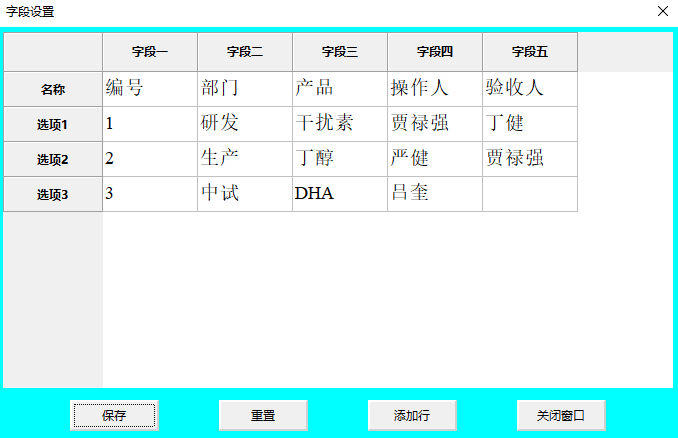 字段设置
字段一 字段二 字段三 字段四 字段五
名称 编号 部门 产品 操作人 验收人
选项1 1 研发 干扰素 贾禄强 丁健
选项2 2 生产 丁醇 严健 贾禄强
选项3 3 中试 DHA 吕奎
保存 重置 添加行 关闭窗口